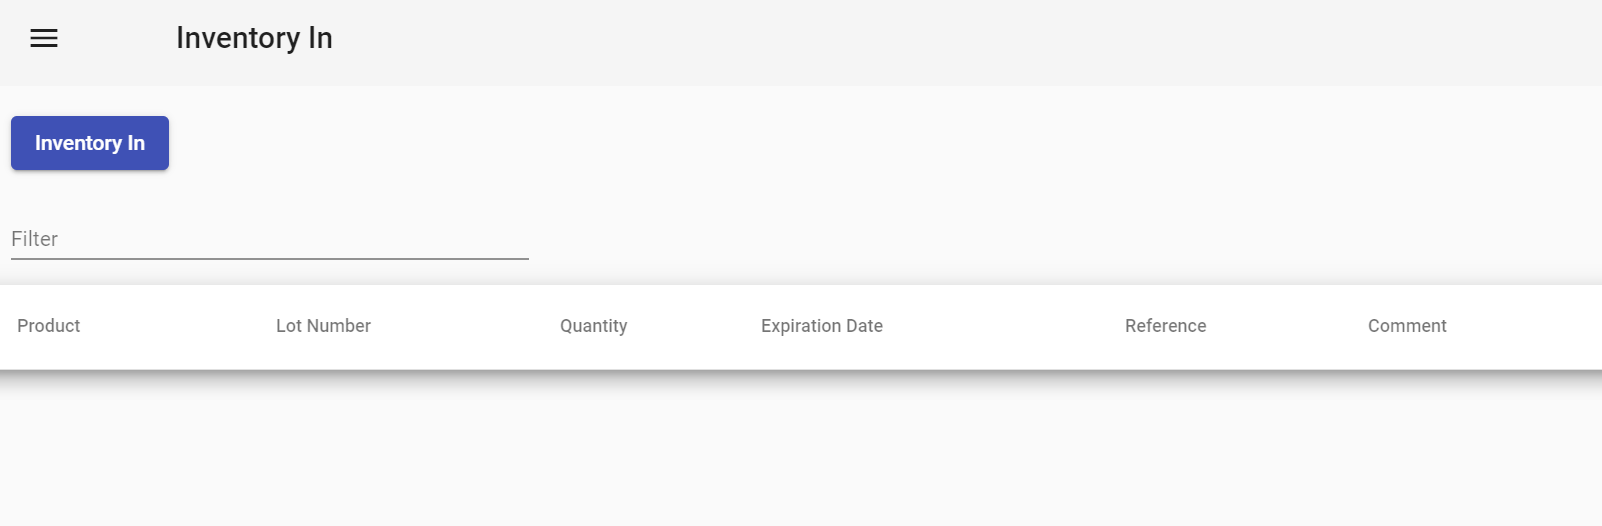 Inventory In
Inventory In
Filter
Product Lot Number Quantity Expiration Date Reference Comment